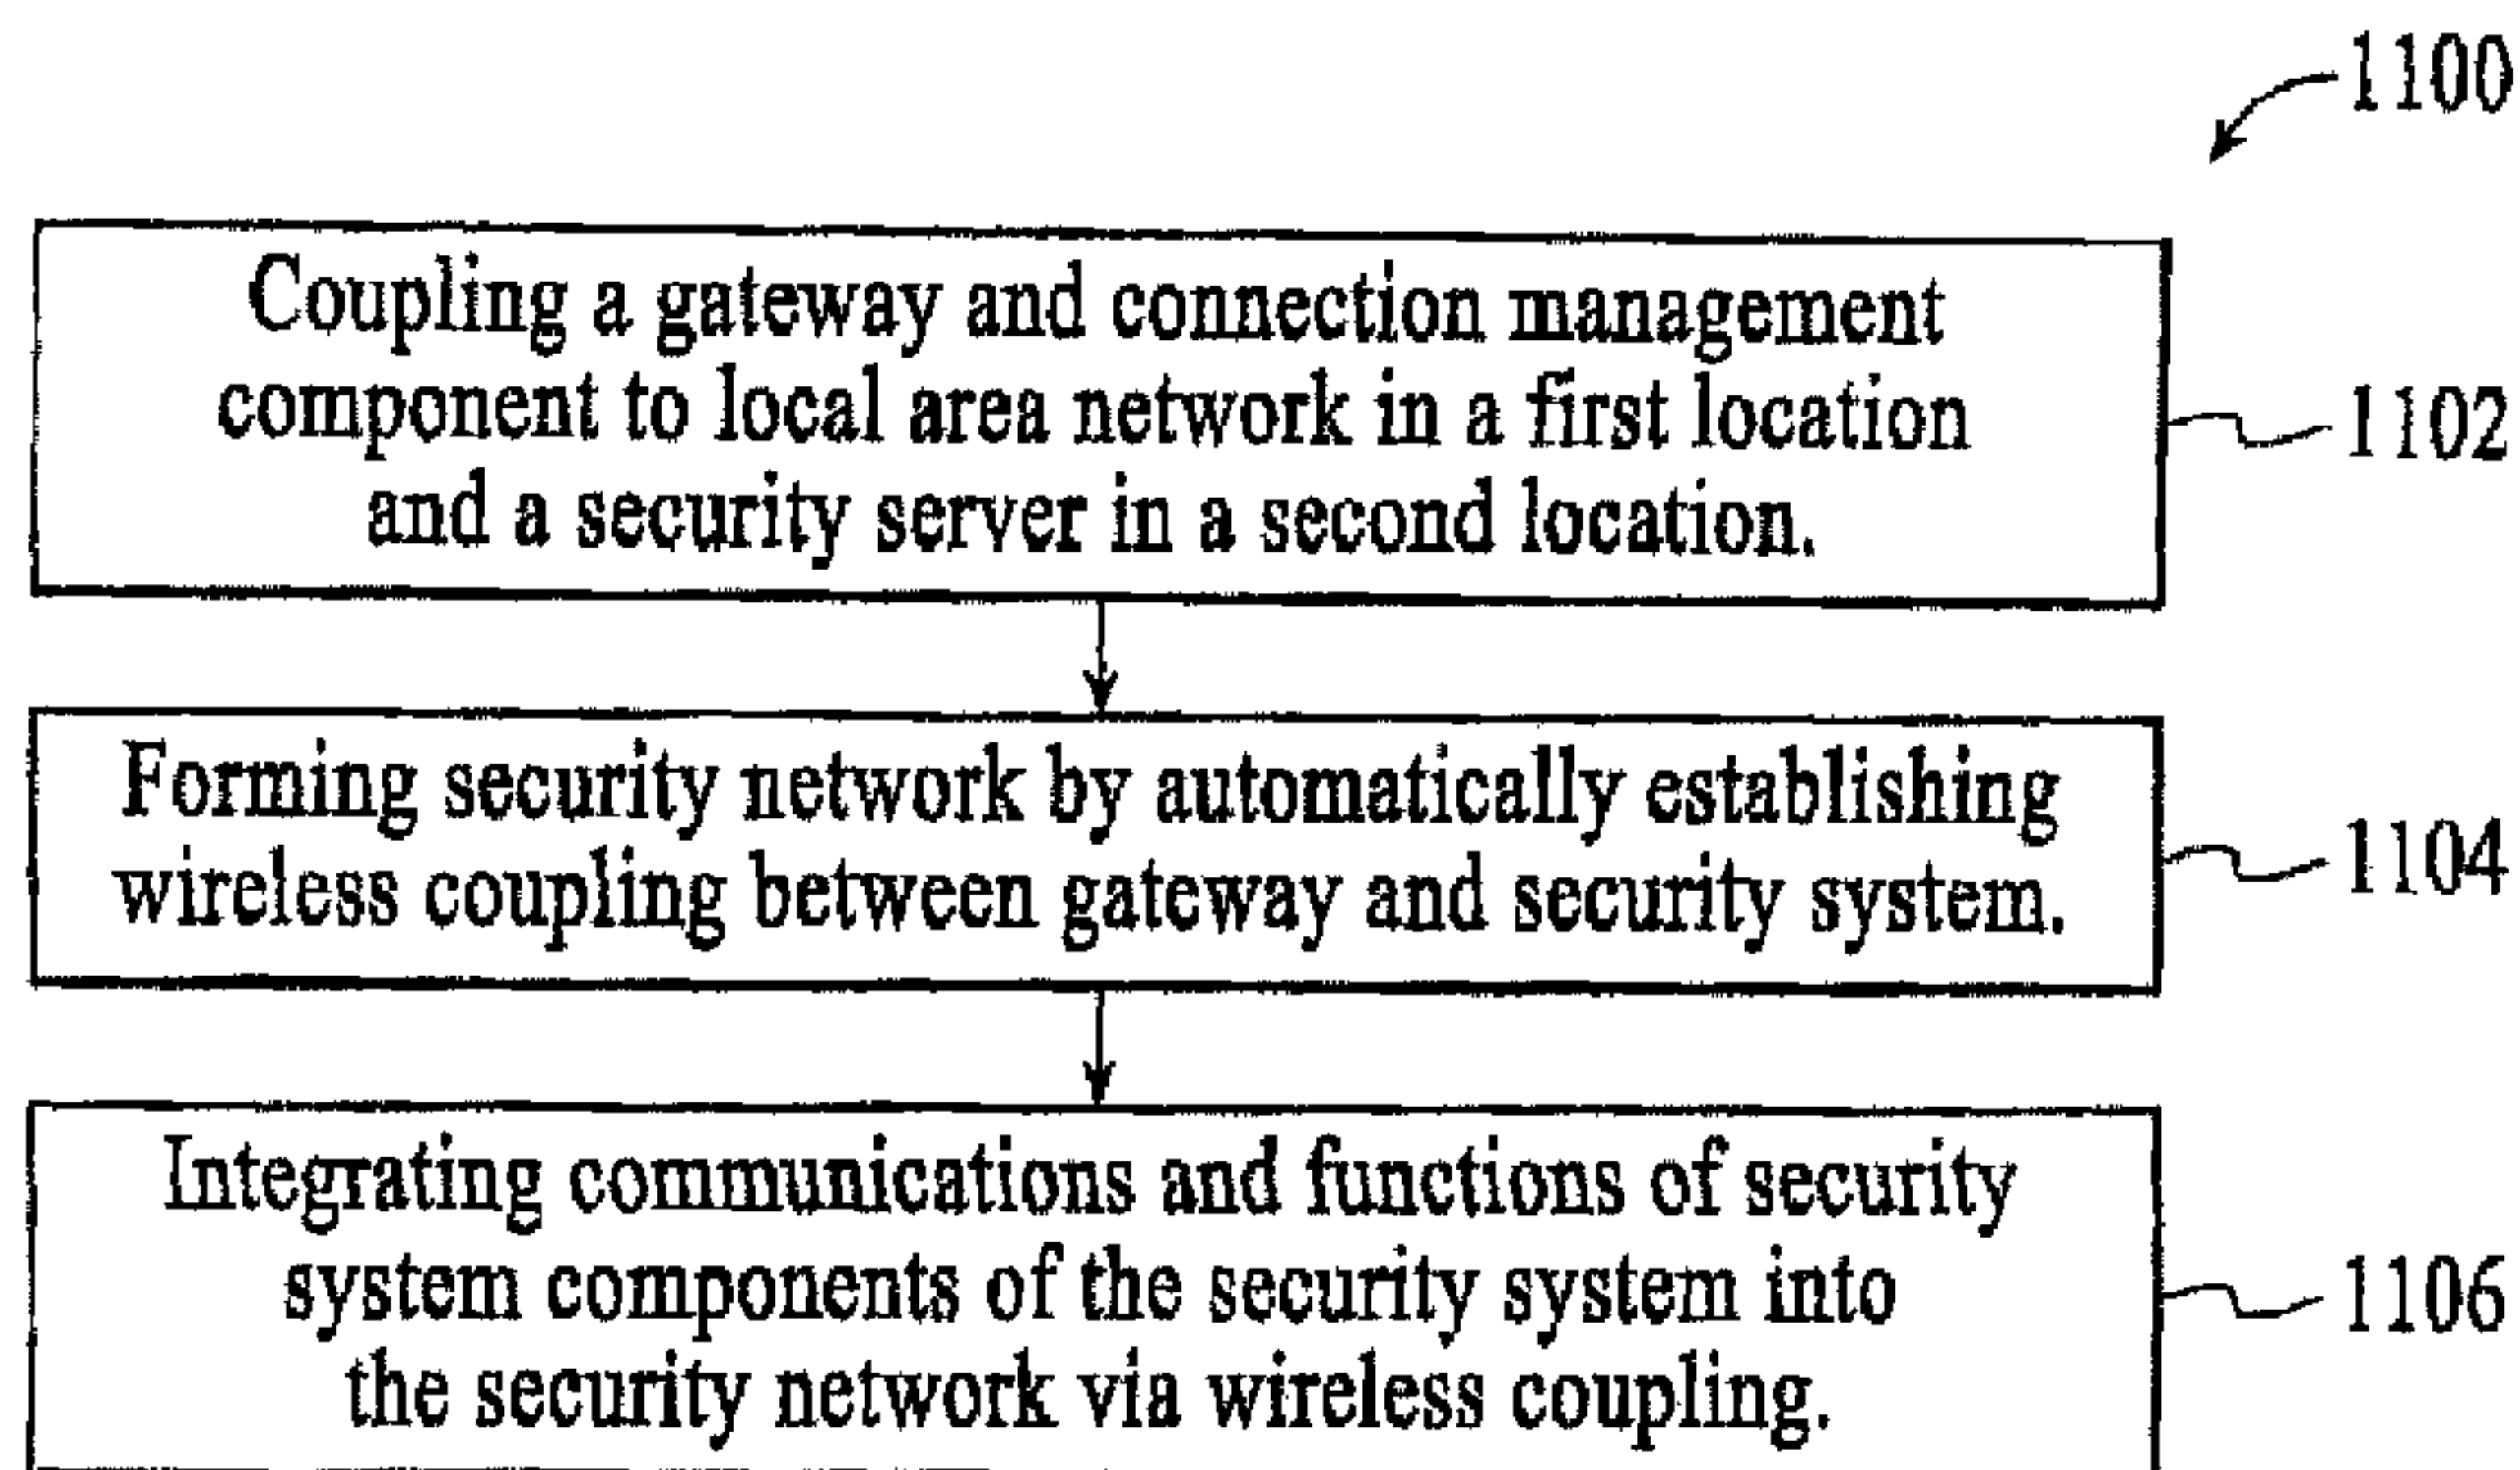 1100
Coupling a gateway and connection management
component to local area network in a first location
and a security server in a second location.
1102
Forming security network by automatically establishing
wireless coupling between gateway and security system.
1104
Integrating communications and functions of security
system components of the security system into
the security network via wireless coupling.
1106